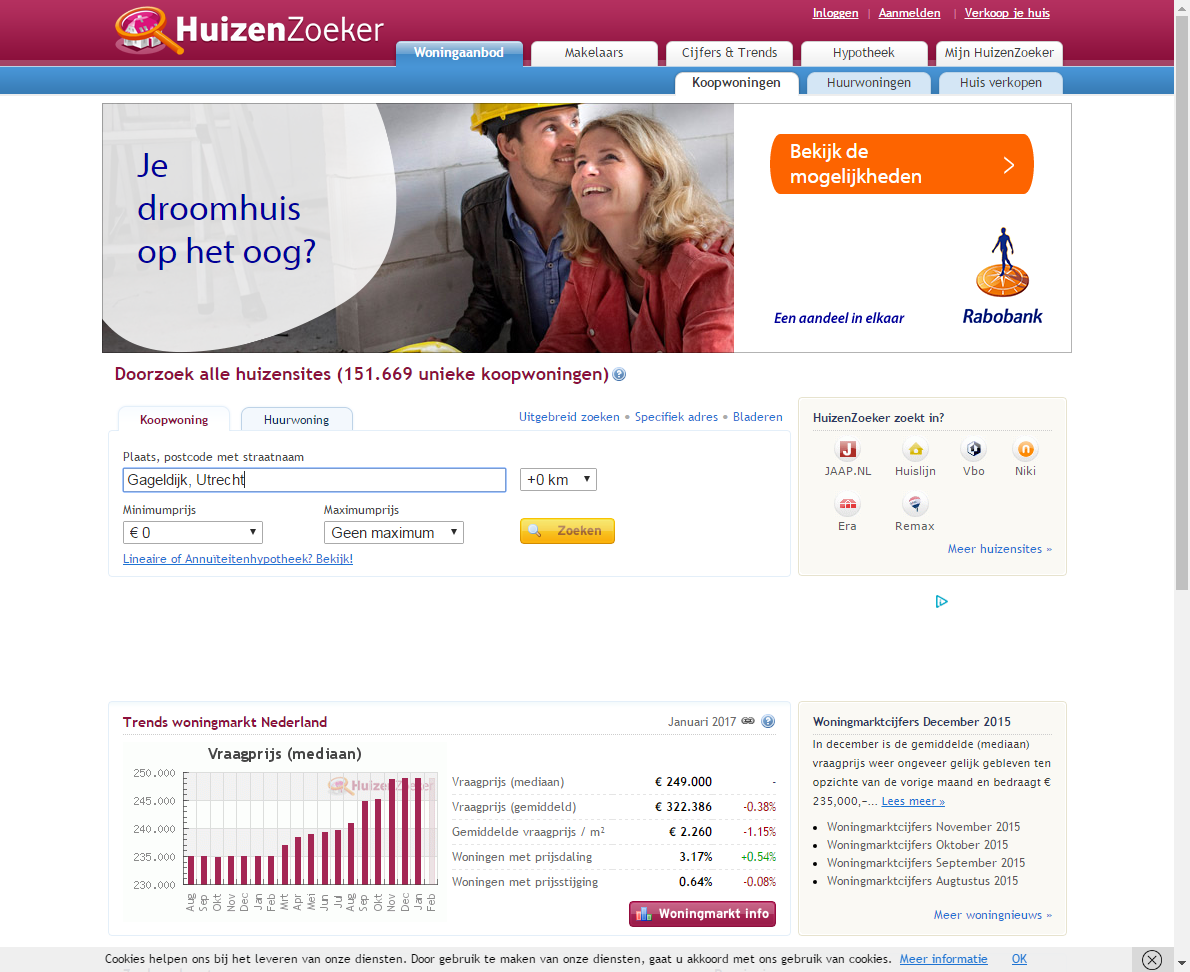 HuizenZoeker
Inloggen | Aanmelden | Verkoop je huis
Woningaanbod
Makelaars
Cijfers & Trends
Hypotheek
Mijn HuizenZoeker
Koopwoningen
Huurwoningen
Huis verkopen
Je
droomhuis
op het oog?
Bekijk de
mogelijkheden
Een aandeel in elkaar
Rabobank
Doorzoek alle huizensites (151.669 unieke koopwoningen)
Koopwoning
Huurwoning
Uitgebreid zoeken • Specifiek adres • Bladeren
Plaats, postcode met straatnaam
Gageldijk, Utrecht
+0 km
Minimumprijs
Maximumprijs
€ 0
Geen maximum
Zoeken
Lineaire of Annuïteitenhypotheek? Bekijk!
HuizenZoeker zoekt in?
JAAP.NL
Huislijn
Vbo
Niki
Era
Remax
Meer huizensites »
Trends woningmarkt Nederland
Januari 2017
Vraagprijs (mediaan)
HuizenZoeker
250.000
245.000
240.000
235.000
230.000
Aug Sep Okt Nov Dec Jan Feb Mrt Apr Mei Jun Jul Aug Sep Okt Nov Dec Jan Feb
Vraagprijs (mediaan) € 249.000 -
Vraagprijs (gemiddeld) € 322.386 -0.38%
Gemiddelde vraagprijs / m² € 2.260 -1.15%
Woningen met prijsdaling 3.17% +0.54%
Woningen met prijsstijging 0.64% -0.08%
Woningmarkt info
Woningmarktcijfers December 2015
In december is de gemiddelde (mediaan)
vraagprijs weer ongeveer gelijk gebleven ten
opzichte van de vorige maand en bedraagt €
235,000,-... Lees meer »
Woningmarktcijfers November 2015
Woningmarktcijfers Oktober 2015
Woningmarktcijfers September 2015
Woningmarktcijfers Augtustus 2015
Meer woningnieuws »
Cookies helpen ons bij het leveren van onze diensten. Door gebruik te maken van onze diensten, gaat u akkoord met ons gebruik van cookies. Meer informatie OK